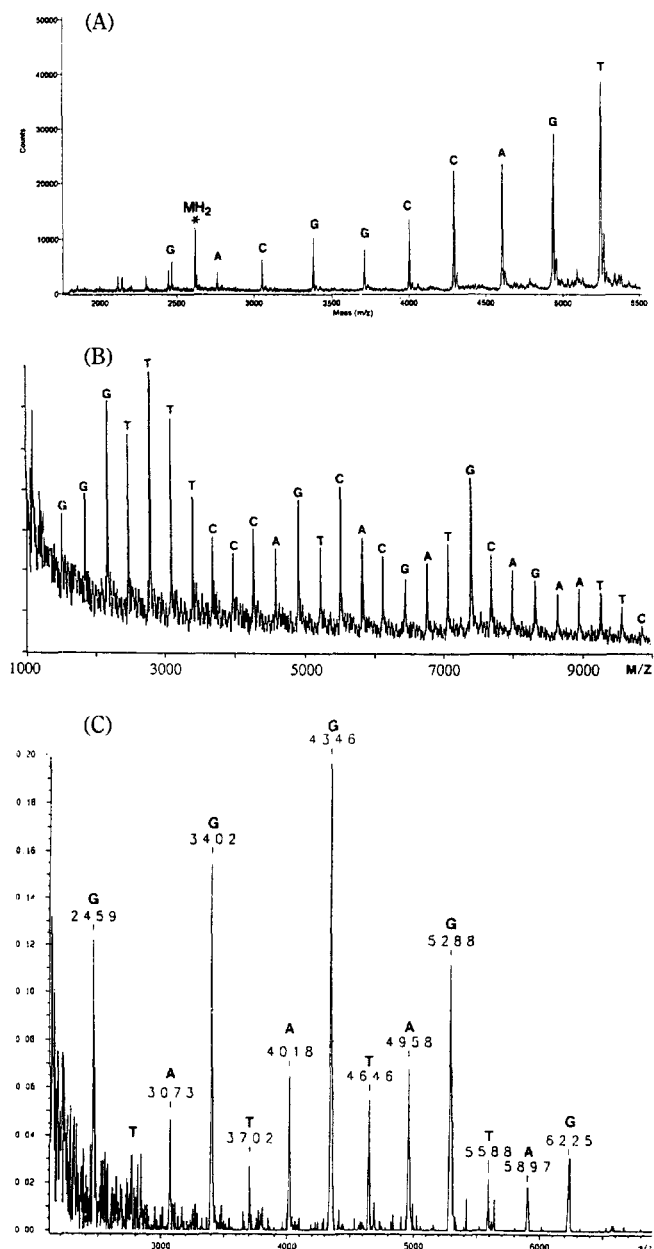 (A)
50000
40000
30000
20000
10000
0
Counts
G
MH2
*
A
C
G
G
C
C
A
G
T
2000
2500
3000
3500
4000
4500
5000
5500
Mass (m/z)
(B)
G
G
G
T
T
T
T
C
C
C
A
G
T
C
A
C
G
A
T
G
C
A
G
A
A
T
T
C
1000
3000
5000
7000
9000
M/Z
(C)
0.20
0.18
0.16
0.14
0.12
0.10
0.08
0.06
0.04
0.02
0.00
G
2459
T
A
3073
G
3402
T
3702
A
4018
G
4346
T
4646
A
4958
G
5288
T
5588
A
5897
G
6225
3000
4000
5000
6000